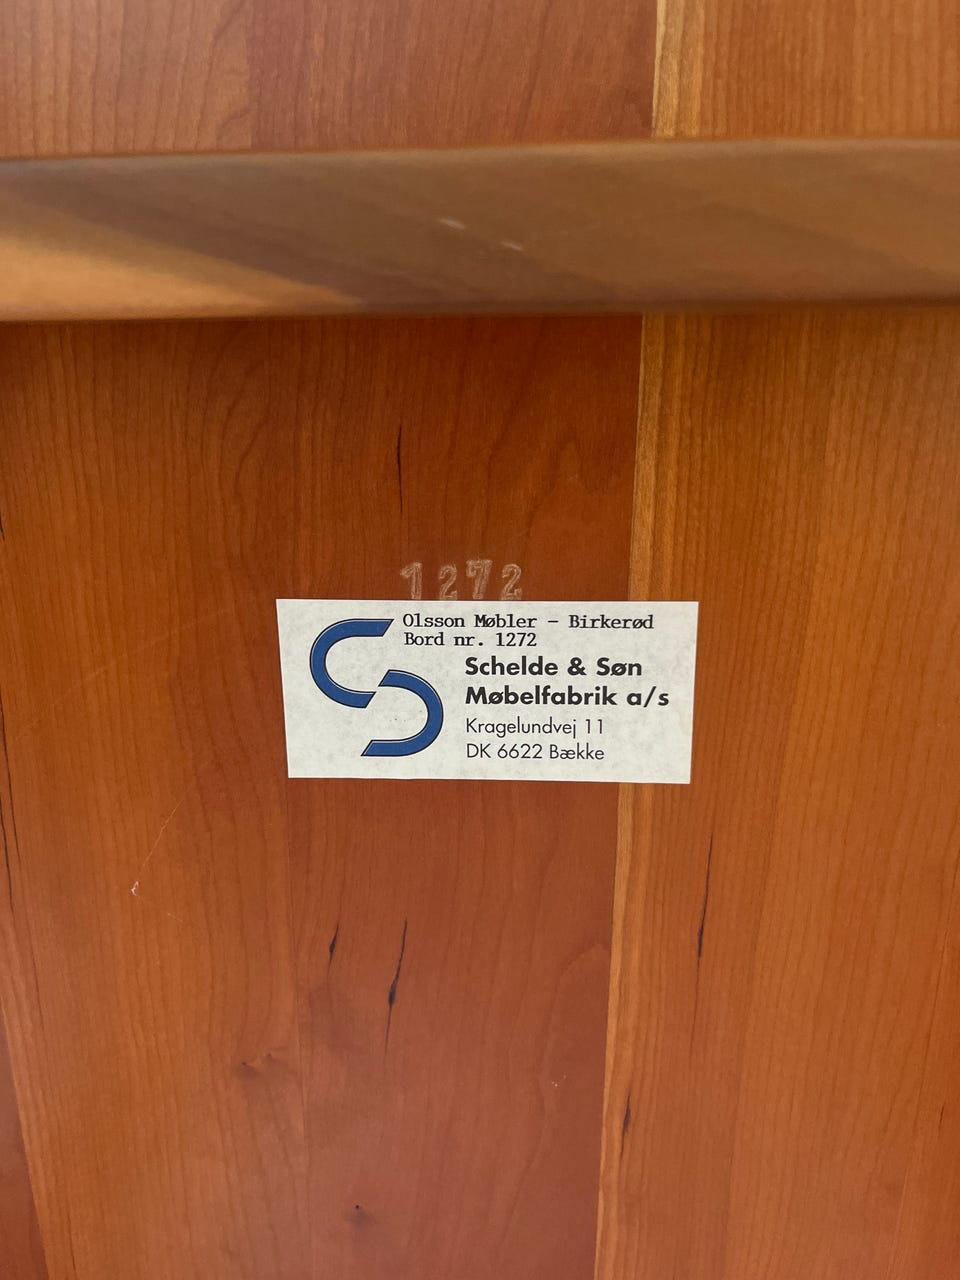 1272
Olsson Møbler - Birkerød
Bord nr. 1272
Schelde & Søn
Møbelfabrik a/s
Kragelundvej 11
DK 6622 Bække